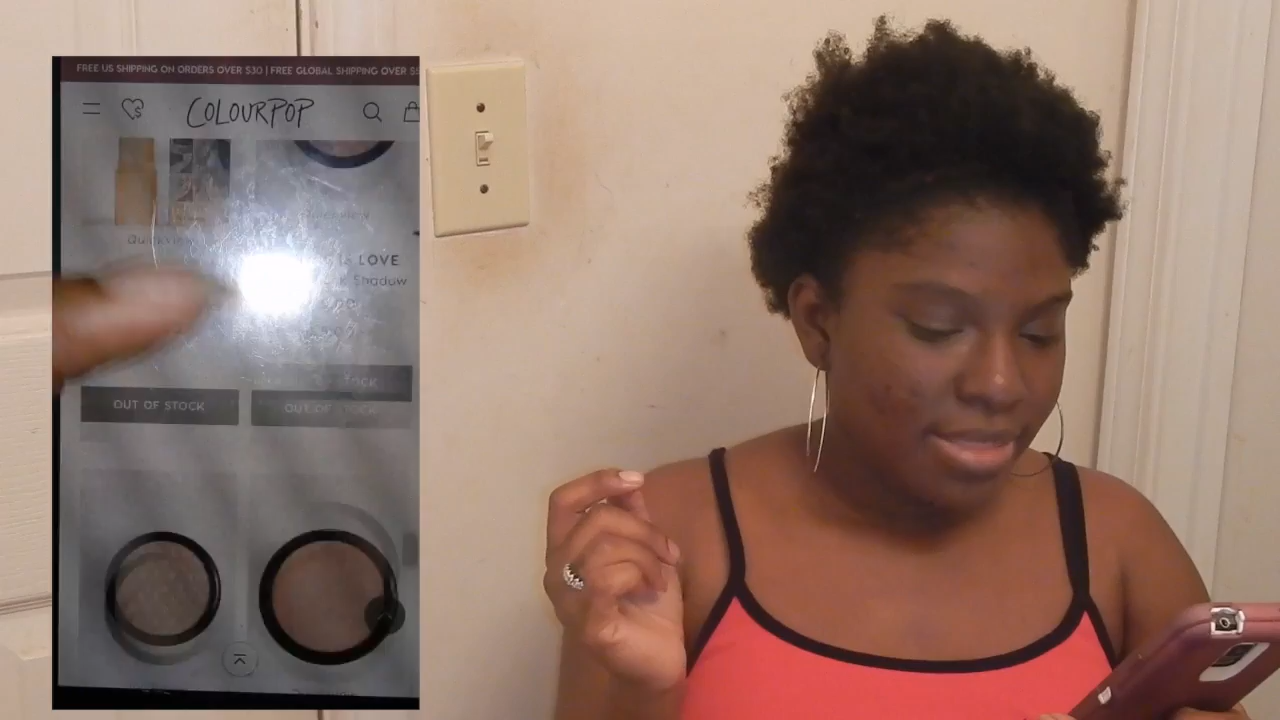 FREE US SHIPPING ON ORDERS OVER $30 | FREE GLOBAL SHIPPING OVER
COLOURPOP
Quickview
LOVE
Shadow
STOCK
OUT OF STOCK
OUT OF STOCK